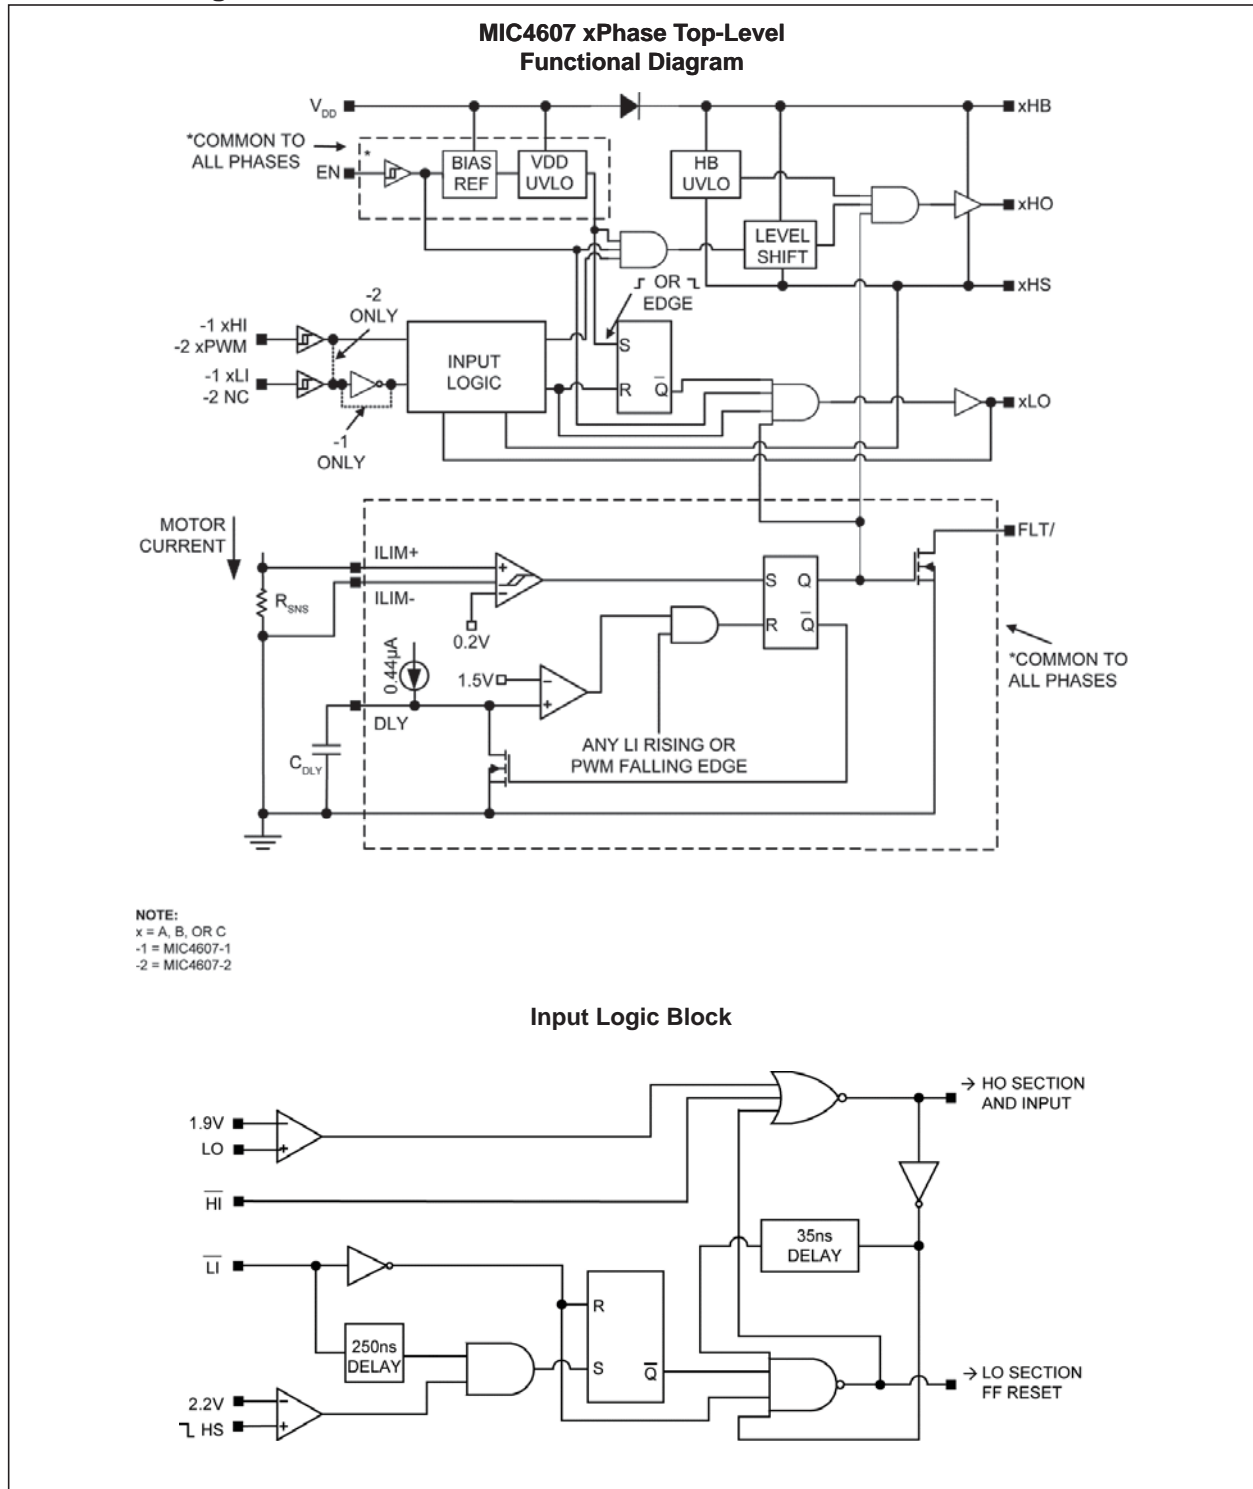 MIC4607 xPhase Top-Level
Functional Diagram
VDD
xHB
*COMMON TO
ALL PHASES
*
EN
BIAS
REF
VDD
UVLO
HB
UVLO
xHO
LEVEL
SHIFT
OR
EDGE
xHS
-2
ONLY
-1 xHI
-2 xPWM
-1 xLI
-2 NC
INPUT
LOGIC
S
R
Q
xLO
-1
ONLY
MOTOR
CURRENT
ILIM+
ILIM-
RSNS
+
-
0.2V
S
Q
R
Q
FLT/
*COMMON TO
ALL PHASES
0.44µA
1.5V
-
+
DLY
CDLY
ANY LI RISING OR
PWM FALLING EDGE
NOTE:
x = A, B, OR C
-1 = MIC4607-1
-2 = MIC4607-2
Input Logic Block
→ HO SECTION
AND INPUT
1.9V
-
LO
+
HI
35ns
DELAY
LI
R
250ns
DELAY
S
Q
→ LO SECTION
FF RESET
2.2V
-
HS
+